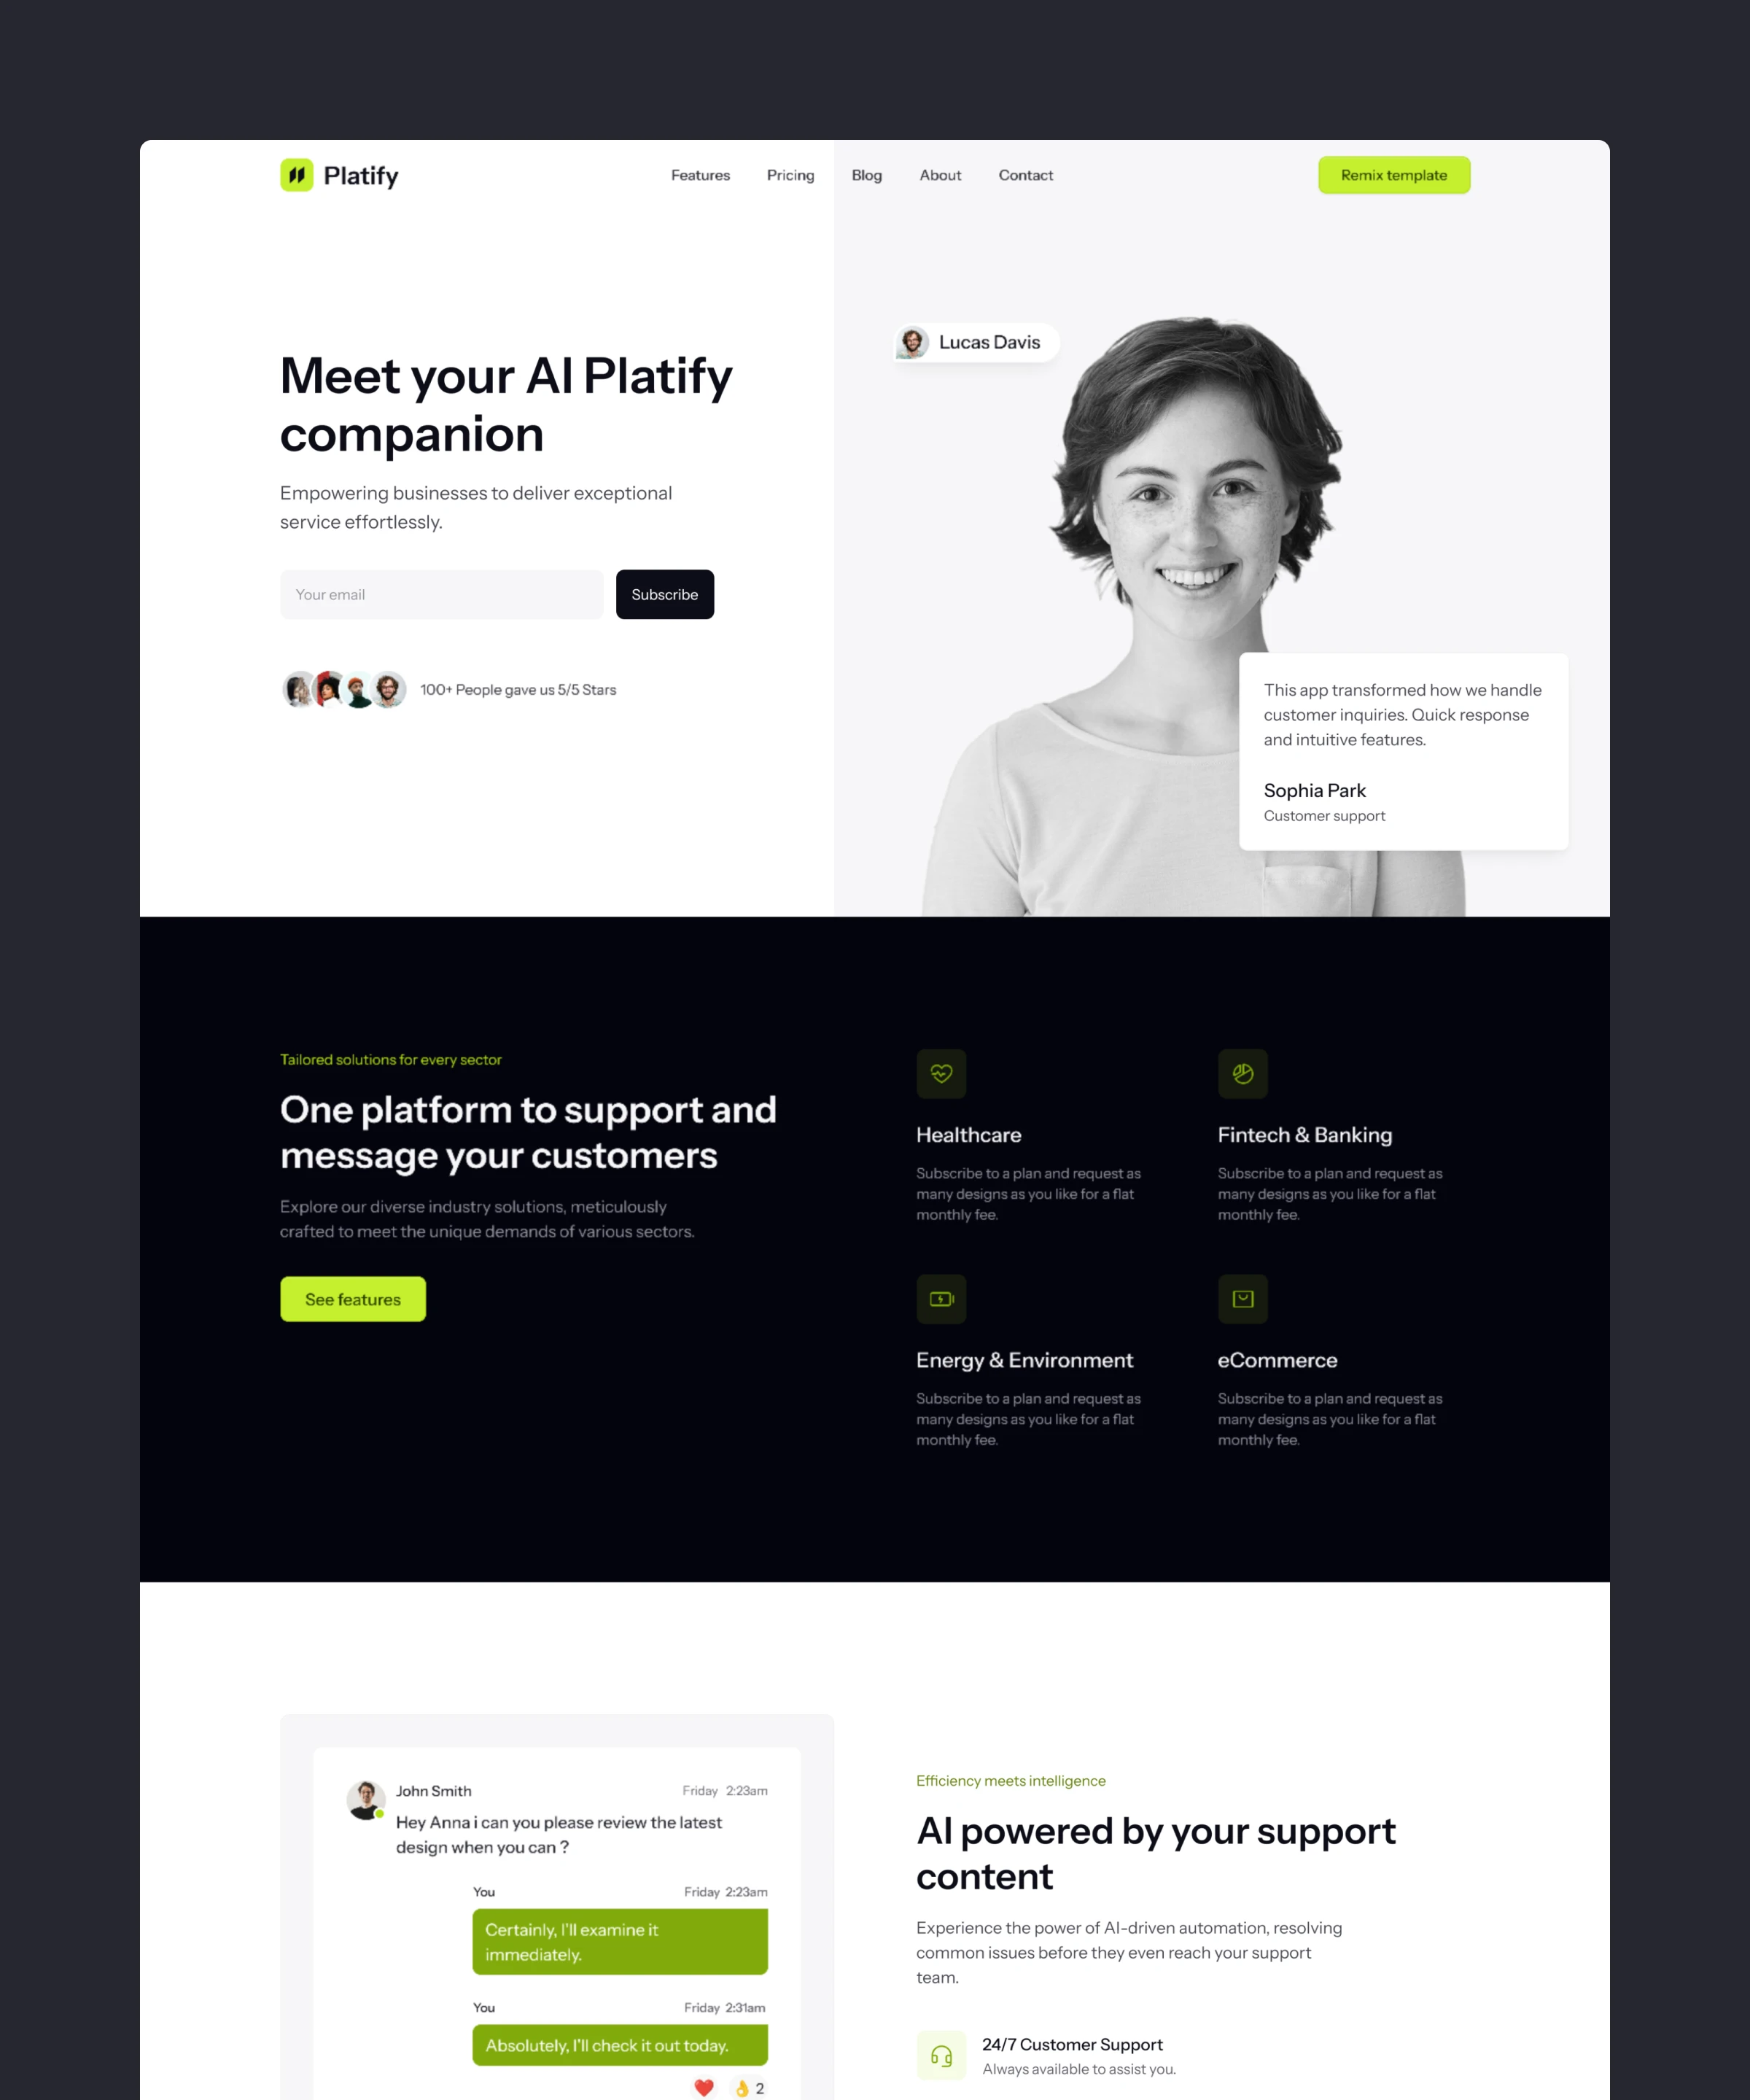 Platify
Features
Pricing
Blog
About
Contact
Remix template
Meet your AI Platify
companion
Empowering businesses to deliver exceptional
service effortlessly.
Your email
Subscribe
100+ People gave us 5/5 Stars
Lucas Davis
This app transformed how we handle
customer inquiries. Quick response
and intuitive features.
Sophia Park
Customer support
Tailored solutions for every sector
One platform to support and
message your customers
Explore our diverse industry solutions, meticulously
crafted to meet the unique demands of various sectors.
See features
Healthcare
Subscribe to a plan and request as
many designs as you like for a flat
monthly fee.
Fintech & Banking
Subscribe to a plan and request as
many designs as you like for a flat
monthly fee.
Energy & Environment
Subscribe to a plan and request as
many designs as you like for a flat
monthly fee.
eCommerce
Subscribe to a plan and request as
many designs as you like for a flat
monthly fee.
John Smith
Friday 2:23am
Hey Anna i can you please review the latest
design when you can ?
You
Friday 2:23am
Certainly, I'll examine it
immediately.
You
Friday 2:31am
Absolutely, I'll check it out today.
❤️ 👌 2
Efficiency meets intelligence
AI powered by your support
content
Experience the power of AI-driven automation, resolving
common issues before they even reach your support
team.
24/7 Customer Support
Always available to assist you.